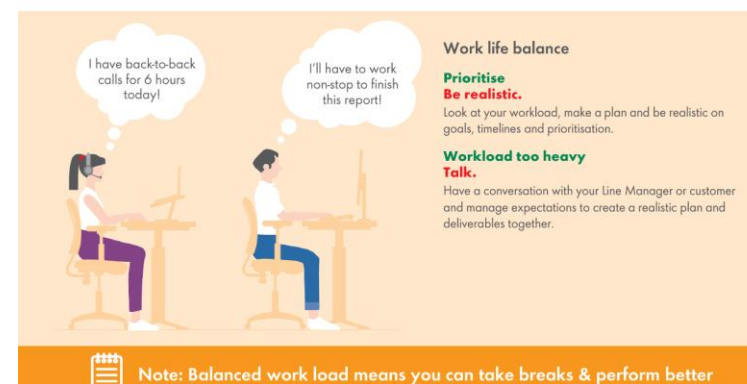 I have back-to-back
calls for 6 hours
today!
I'll have to work
non-stop to finish
this report!
Work life balance
Prioritise
Be realistic.
Look at your workload, make a plan and be realistic on
goals, timelines and prioritisation.
Workload too heavy
Talk.
Have a conversation with your Line Manager or customer
and manage expectations to create a realistic plan and
deliverables together.
Note: Balanced work load means you can take breaks & perform better